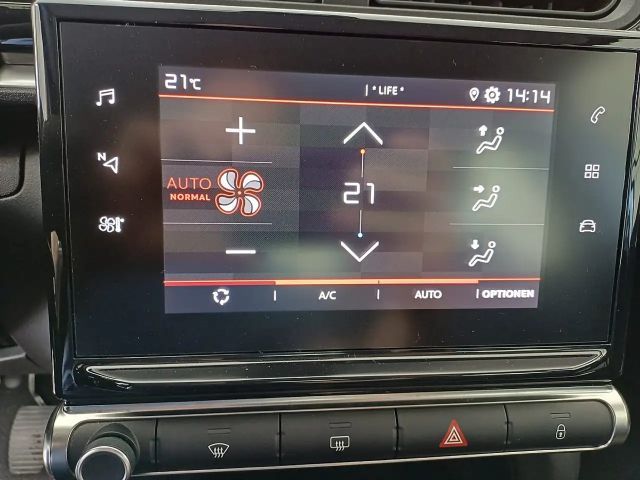 21°C
° LIFE °
14:14
N
AUTO
NORMAL
21
A/C
AUTO
OPTIONEN